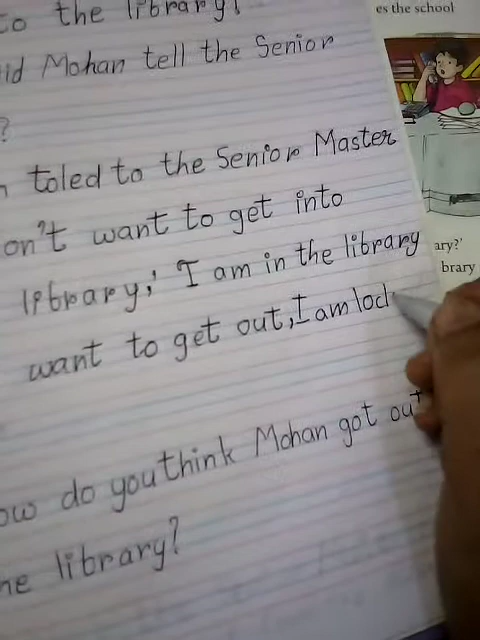 to the library?
id Mohan tell the Senior
?
n toled to the Senior Master
on't want to get into
library,' I am in the library
want to get out, I am loc
ow do you think Mohan got out
he library?
es the school
ary?'
brary